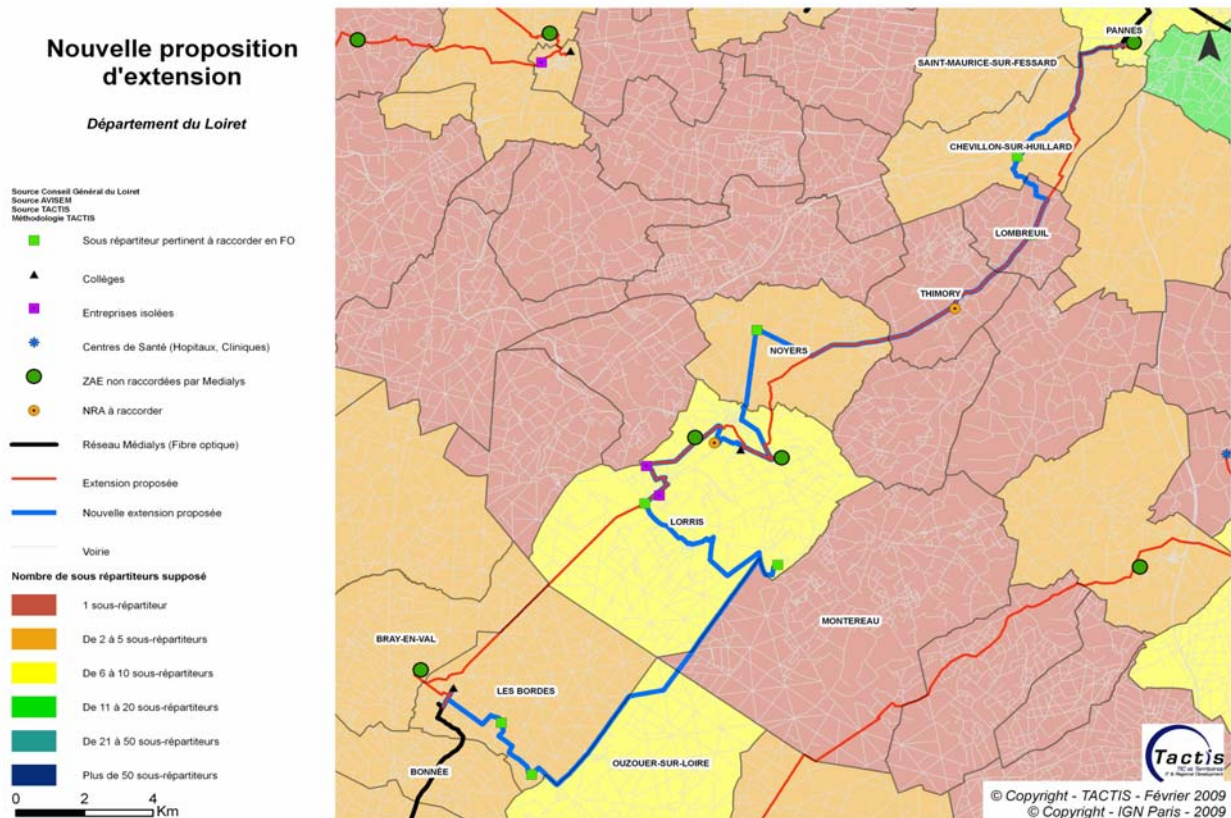 Nouvelle proposition
d'extension
Département du Loiret
Source Conseil Général du Loiret
Source AVISEM
Source TACTIS
Méthodologie TACTIS
Sous répartiteur pertinent à raccorder en FO
Collèges
Entreprises isolées
Centres de Santé (Hopitaux, Cliniques)
ZAE non raccordées par Medialys
NRA à raccorder
Réseau Médialys (Fibre optique)
Extension proposée
Nouvelle extension proposée
Voirie
Nombre de sous répartiteurs supposé
1 sous-répartiteur
De 2 à 5 sous-répartiteurs
De 6 à 10 sous-répartiteurs
De 11 à 20 sous-répartiteurs
De 21 à 50 sous-répartiteurs
Plus de 50 sous-répartiteurs
0 2 4
Km
PANNES
SAINT-MAURICE-SUR-FESSARD
CHEVILLON-SUR-HUILLARD
LOMBREUIL
THIMORY
NOYERS
LORRIS
MONTEREAU
BRAY-EN-VAL
LES BORDES
OUZOUER-SUR-LOIRE
BONNÉE
Tactis
TIC et Territoires
IT & Regional Development
© Copyright - TACTIS - Février 2009
© Copyright - IGN Paris - 2009